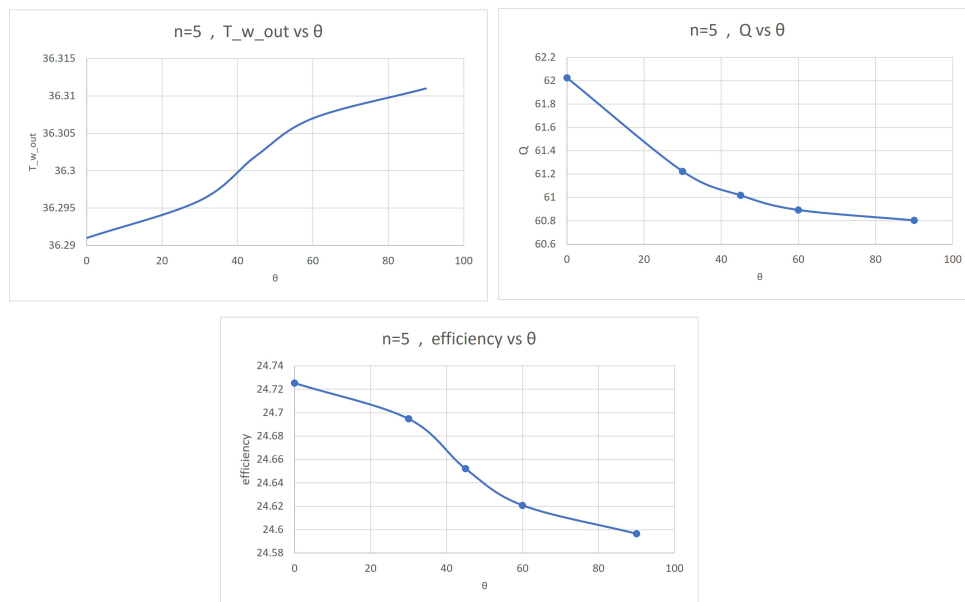 n=5 , T_w_out vs θ
36.315
36.31
36.305
36.3
36.295
36.29
T_w_out
0 20 40 60 80 100
θ
n=5 , Q vs θ
62.2
62
61.8
61.6
61.4
61.2
61
60.8
60.6
Q
0 20 40 60 80 100
θ
n=5 , efficiency vs θ
24.74
24.72
24.7
24.68
24.66
24.64
24.62
24.6
24.58
efficiency
0 20 40 60 80 100
θ